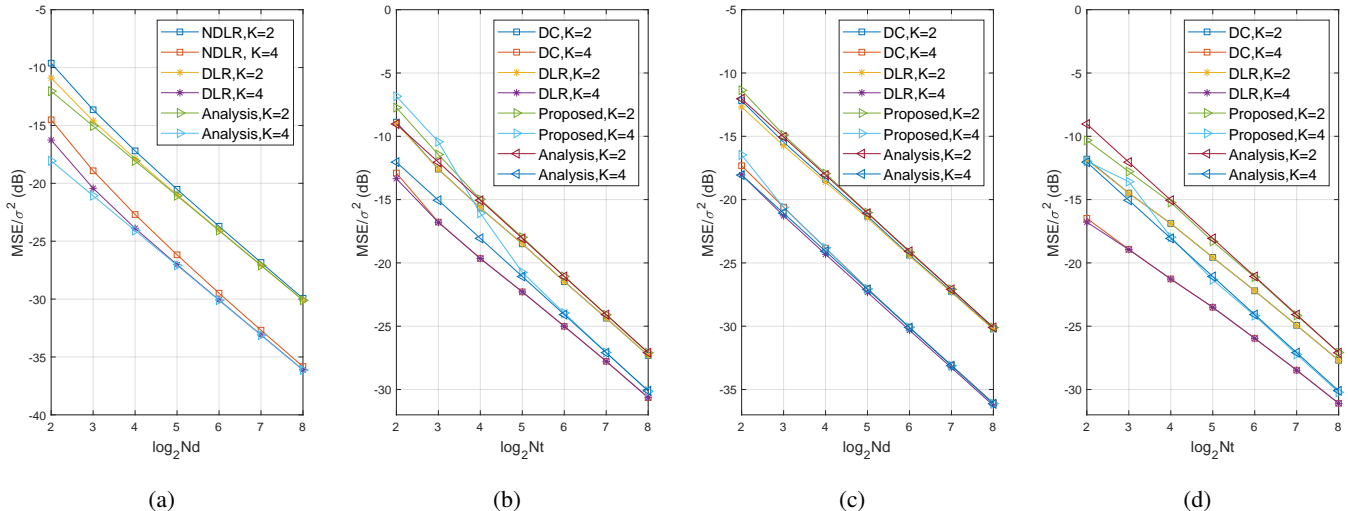 -5
-10
-15
-20
-25
-30
-35
-40
MSE/σ² (dB)
2 3 4 5 6 7 8
log₂Nd
NDLR,K=2
NDLR, K=4
DLR,K=2
DLR,K=4
Analysis,K=2
Analysis,K=4
(a)
0
-5
-10
-15
-20
-25
-30
MSE/σ² (dB)
2 3 4 5 6 7 8
log₂Nt
DC,K=2
DC,K=4
DLR,K=2
DLR,K=4
Proposed,K=2
Proposed,K=4
Analysis,K=2
Analysis,K=4
(b)
-5
-10
-15
-20
-25
-30
-35
MSE/σ² (dB)
2 3 4 5 6 7 8
log₂Nd
DC,K=2
DC,K=4
DLR,K=2
DLR,K=4
Proposed,K=2
Proposed,K=4
Analysis,K=2
Analysis,K=4
(c)
0
-5
-10
-15
-20
-25
-30
MSE/σ² (dB)
2 3 4 5 6 7 8
log₂Nt
DC,K=2
DC,K=4
DLR,K=2
DLR,K=4
Proposed,K=2
Proposed,K=4
Analysis,K=2
Analysis,K=4
(d)